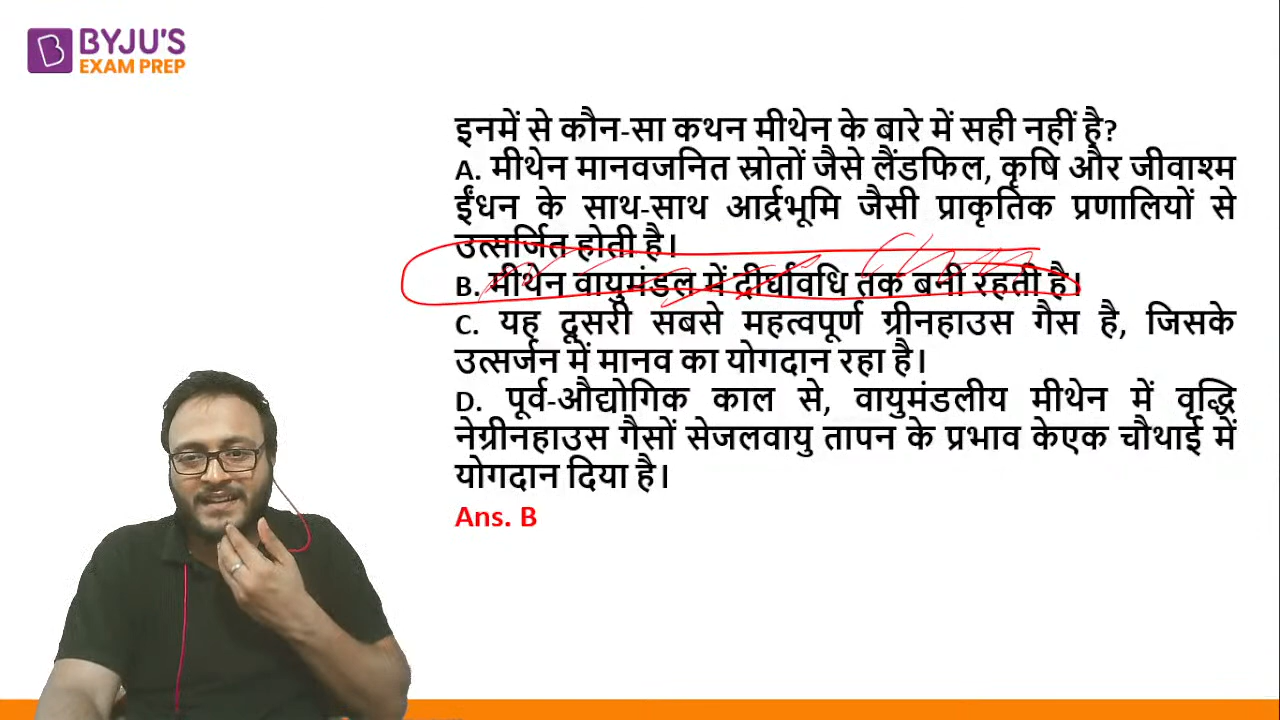 BYJU'S
EXAM PREP
इनमें से कौन-सा कथन मीथेन के बारे में सही नहीं है?
A. मीथेन मानवजनित स्रोतों जैसे लैंडफिल, कृषि और जीवाश्म
ईंधन के साथ-साथ आर्द्रभूमि जैसी प्राकृतिक प्रणालियों से
उत्सर्जित होती है।
B. मीथेन वायुमंडल में दीर्घावधि तक बनी रहती है।
C. यह दूसरी सबसे महत्वपूर्ण ग्रीनहाउस गैस है, जिसके
उत्सर्जन में मानव का योगदान रहा है।
D. पूर्व-औद्योगिक काल से, वायुमंडलीय मीथेन में वृद्धि
नेग्रीनहाउस गैसों सेजलवायु तापन के प्रभाव केएक चौथाई में
योगदान दिया है।
Ans. B